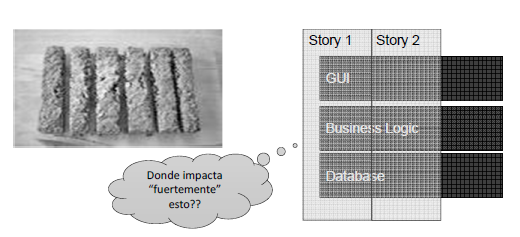 Story 1 Story 2
GUI
Business Logic
Database
Donde impacta
“fuertemente”
esto??